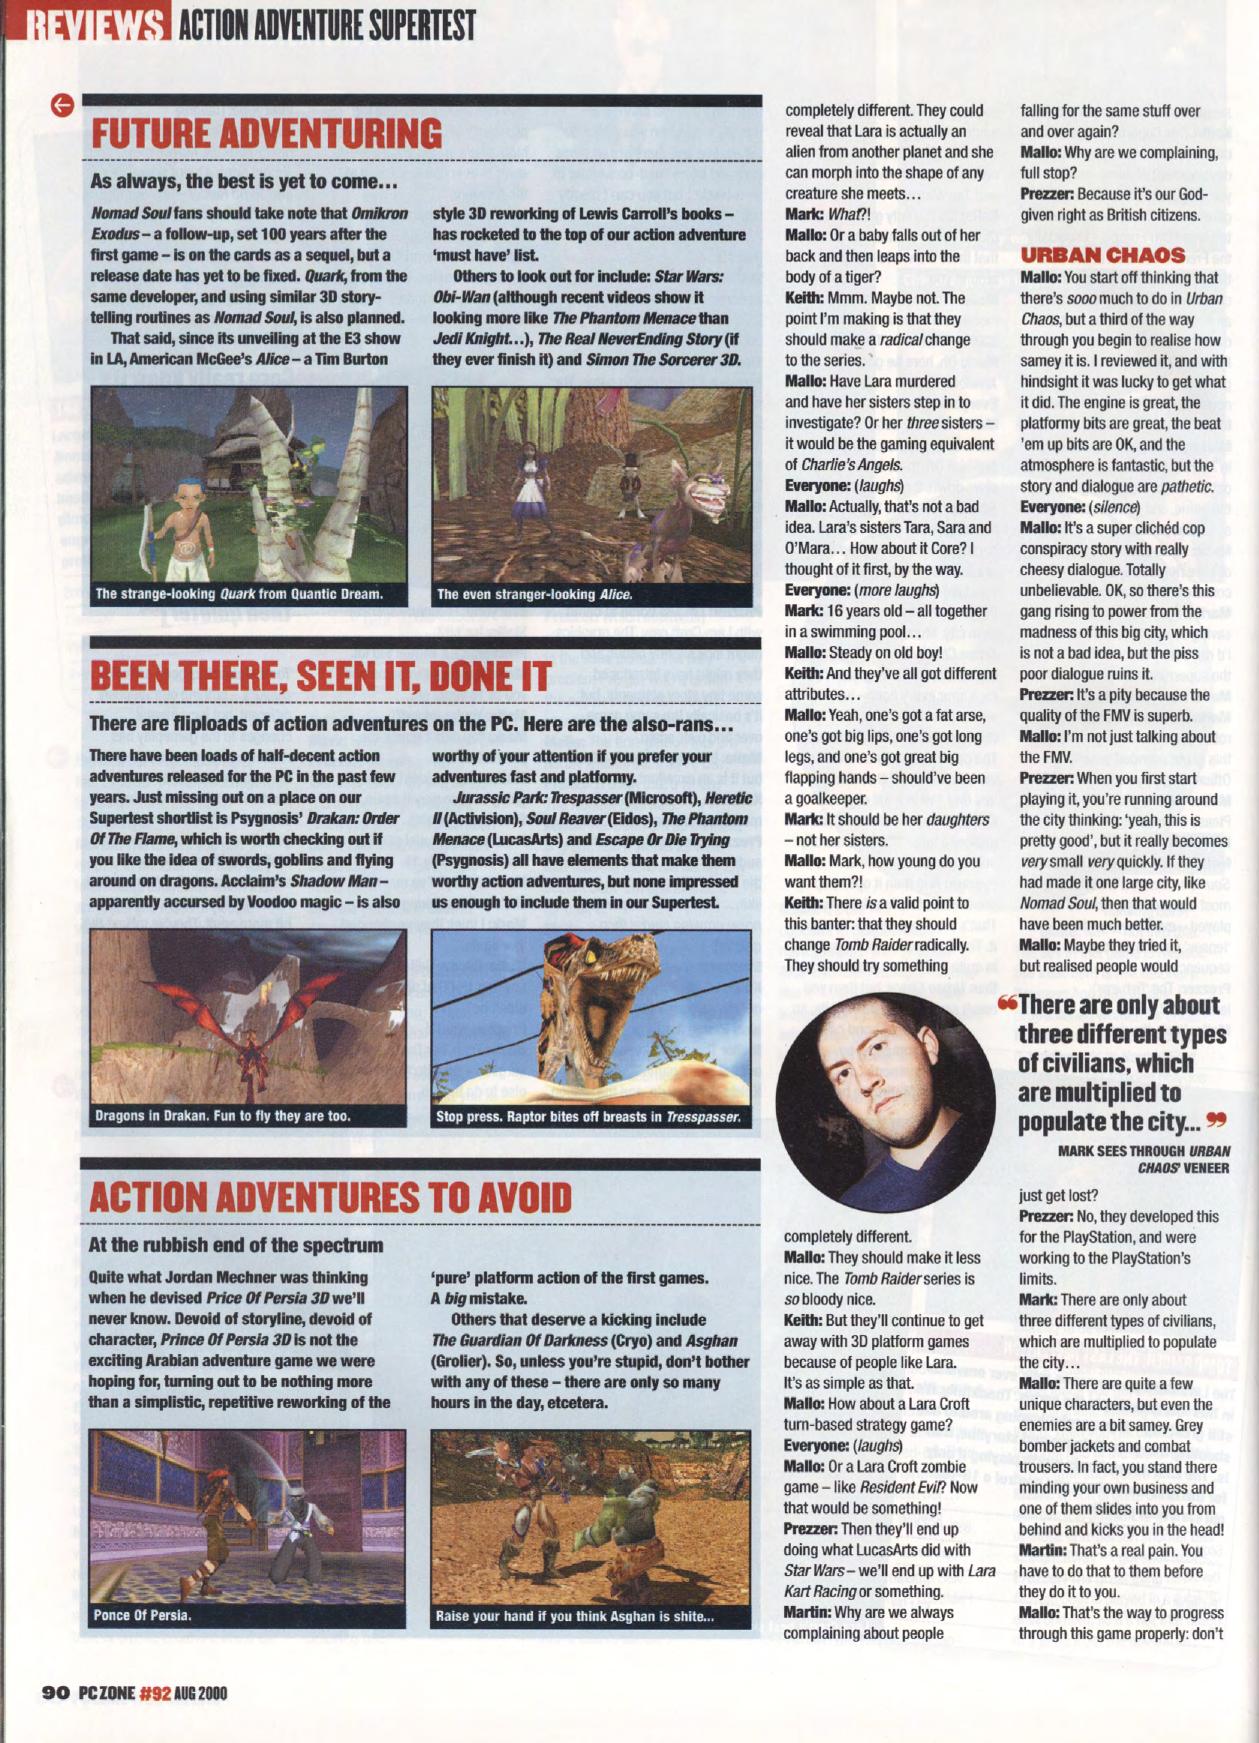 REVIEWS ACTION ADVENTURE SUPERTEST
FUTURE ADVENTURING
As always, the best is yet to come...
Nomad Soul fans should take note that Omikron
Exodus – a follow-up, set 100 years after the
first game – is on the cards as a sequel, but a
release date has yet to be fixed. Quark, from the
same developer, and using similar 3D story-
telling routines as Nomad Soul, is also planned.
That said, since its unveiling at the E3 show
in LA, American McGee's Alice – a Tim Burton
style 3D reworking of Lewis Carroll's books –
has rocketed to the top of our action adventure
'must have' list.
Others to look out for include: Star Wars:
Obi-Wan (although recent videos show it
looking more like The Phantom Menace than
Jedi Knight...), The Real NeverEnding Story (if
they ever finish it) and Simon The Sorcerer 3D.
The strange-looking Quark from Quantic Dream.
The even stranger-looking Alice.
BEEN THERE, SEEN IT, DONE IT
There are fliploads of action adventures on the PC. Here are the also-rans...
There have been loads of half-decent action
adventures released for the PC in the past few
years. Just missing out on a place on our
Supertest shortlist is Psygnosis' Drakan: Order
Of The Flame, which is worth checking out if
you like the idea of swords, goblins and flying
around on dragons. Acclaim's Shadow Man –
apparently accursed by Voodoo magic – is also
worthy of your attention if you prefer your
adventures fast and platformy.
Jurassic Park: Trespasser (Microsoft), Heretic
II (Activision), Soul Reaver (Eidos), The Phantom
Menace (LucasArts) and Escape Or Die Trying
(Psygnosis) all have elements that make them
worthy action adventures, but none impressed
us enough to include them in our Supertest.
Dragons in Drakan. Fun to fly they are too.
Stop press. Raptor bites off breasts in Tresspasser.
ACTION ADVENTURES TO AVOID
At the rubbish end of the spectrum
Quite what Jordan Mechner was thinking
when he devised Price Of Persia 3D we'll
never know. Devoid of storyline, devoid of
character, Prince Of Persia 3D is not the
exciting Arabian adventure game we were
hoping for, turning out to be nothing more
than a simplistic, repetitive reworking of the
'pure' platform action of the first games.
A big mistake.
Others that deserve a kicking include
The Guardian Of Darkness (Cryo) and Asghan
(Grolier). So, unless you're stupid, don't bother
with any of these – there are only so many
hours in the day, etcetera.
Ponce Of Persia.
Raise your hand if you think Asghan is shite...
completely different. They could
reveal that Lara is actually an
alien from another planet and she
can morph into the shape of any
creature she meets...
Mark: What?!
Mallo: Or a baby falls out of her
back and then leaps into the
body of a tiger?
Keith: Mmm. Maybe not. The
point I'm making is that they
should make a radical change
to the series.
Mallo: Have Lara murdered
and have her sisters step in to
investigate? Or her three sisters –
it would be the gaming equivalent
of Charlie's Angels.
Everyone: (laughs)
Mallo: Actually, that's not a bad
idea. Lara's sisters Tara, Sara and
O'Mara... How about it Core? I
thought of it first, by the way.
Everyone: (more laughs)
Mark: 16 years old – all together
in a swimming pool...
Mallo: Steady on old boy!
Keith: And they've all got different
attributes...
Mallo: Yeah, one's got a fat arse,
one's got big lips, one's got long
legs, and one's got great big
flapping hands – should've been
a goalkeeper.
Mark: It should be her daughters
– not her sisters.
Mallo: Mark, how young do you
want them?!
Keith: There is a valid point to
this banter: that they should
change Tomb Raider radically.
They should try something
completely different.
Mallo: They should make it less
nice. The Tomb Raider series is
so bloody nice.
Keith: But they'll continue to get
away with 3D platform games
because of people like Lara.
It's as simple as that.
Mallo: How about a Lara Croft
turn-based strategy game?
Everyone: (laughs)
Mallo: Or a Lara Croft zombie
game – like Resident Evil? Now
that would be something!
Prezzer: Then they'll end up
doing what LucasArts did with
Star Wars – we'll end up with Lara
Kart Racing or something.
Martin: Why are we always
complaining about people
falling for the same stuff over
and over again?
Mallo: Why are we complaining,
full stop?
Prezzer: Because it's our God-
given right as British citizens.
URBAN CHAOS
Mallo: You start off thinking that
there's sooo much to do in Urban
Chaos, but a third of the way
through you begin to realise how
samey it is. I reviewed it, and with
hindsight it was lucky to get what
it did. The engine is great, the
platformy bits are great, the beat
'em up bits are OK, and the
atmosphere is fantastic, but the
story and dialogue are pathetic.
Everyone: (silence)
Mallo: It's a super clichéd cop
conspiracy story with really
cheesy dialogue. Totally
unbelievable. OK, so there's this
gang rising to power from the
madness of this big city, which
is not a bad idea, but the piss
poor dialogue ruins it.
Prezzer: It's a pity because the
quality of the FMV is superb.
Mallo: I'm not just talking about
the FMV.
Prezzer: When you first start
playing it, you're running around
the city thinking: 'yeah, this is
pretty good', but it really becomes
very small very quickly. If they
had made it one large city, like
Nomad Soul, then that would
have been much better.
Mallo: Maybe they tried it,
but realised people would
“There are only about
three different types
of civilians, which
are multiplied to
populate the city... ”
MARK SEES THROUGH URBAN
CHAOS' VENEER
just get lost?
Prezzer: No, they developed this
for the PlayStation, and were
working to the PlayStation's
limits.
Mark: There are only about
three different types of civilians,
which are multiplied to populate
the city...
Mallo: There are quite a few
unique characters, but even the
enemies are a bit samey. Grey
bomber jackets and combat
trousers. In fact, you stand there
minding your own business and
one of them slides into you from
behind and kicks you in the head!
Martin: That's a real pain. You
have to do that to them before
they do it to you.
Mallo: That's the way to progress
through this game properly: don't
90 PCZONE #92 AUG 2000